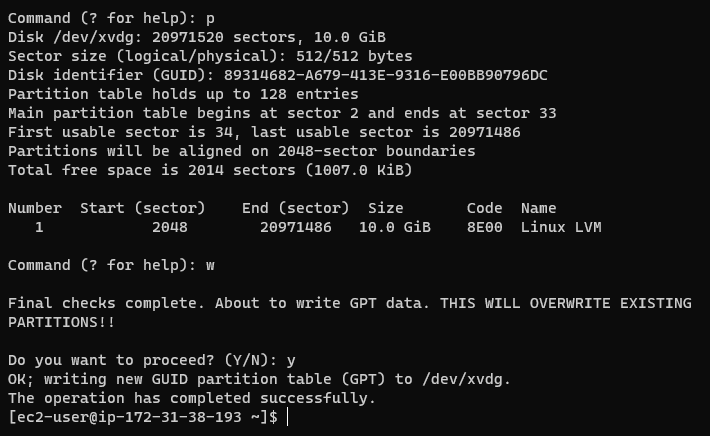 Command (? for help): p
Disk /dev/xvdg: 20971520 sectors, 10.0 GiB
Sector size (logical/physical): 512/512 bytes
Disk identifier (GUID): 89314682-A679-413E-9316-E00BB90796DC
Partition table holds up to 128 entries
Main partition table begins at sector 2 and ends at sector 33
First usable sector is 34, last usable sector is 20971486
Partitions will be aligned on 2048-sector boundaries
Total free space is 2014 sectors (1007.0 KiB)
Number  Start (sector)    End (sector)  Size       Code  Name
   1            2048        20971486   10.0 GiB    8E00  Linux LVM
Command (? for help): w
Final checks complete. About to write GPT data. THIS WILL OVERWRITE EXISTING
PARTITIONS!!
Do you want to proceed? (Y/N): y
OK; writing new GUID partition table (GPT) to /dev/xvdg.
The operation has completed successfully.
[ec2-user@ip-172-31-38-193 ~]$